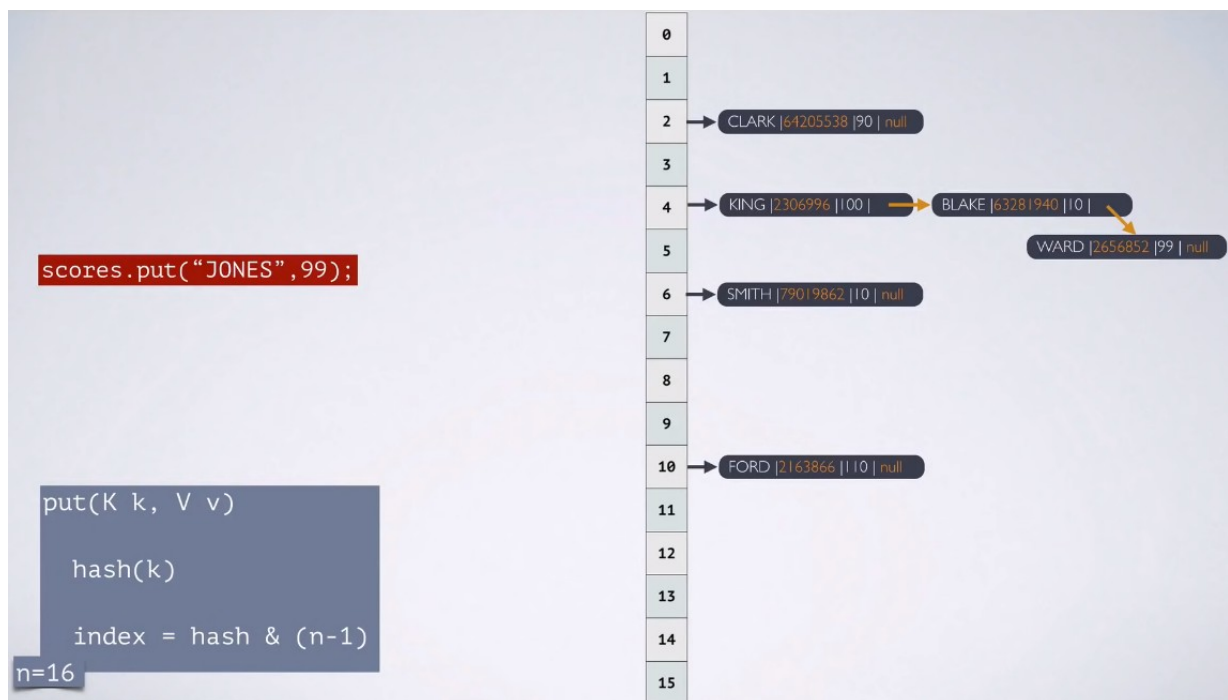 0
1
2
CLARK |64205538 |90 | null
3
4
KING |2306996 |100 |
BLAKE |63281940 |10 |
5
WARD |2656852 |99 | null
scores.put(“JONES”,99);
6
SMITH |79019862 |10 | null
7
8
9
10
FORD |2163866 |110 | null
11
12
13
14
15
put(K k, V v)
hash(k)
index = hash & (n-1)
n=16